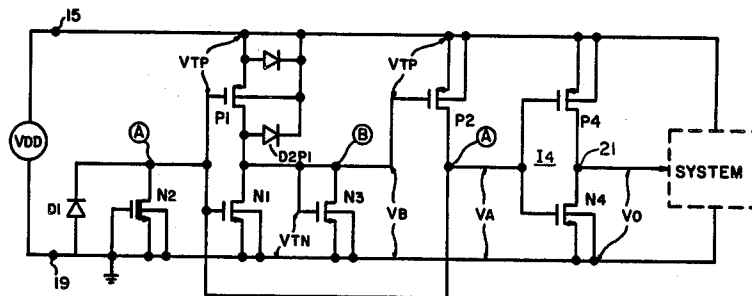 15
VTP
VTP
P1
P2
P4
VDD
A
B
A
I4
21
SYSTEM
D2P1
D1
N2
N1
N3
VB
VA
N4
VO
VTN
19